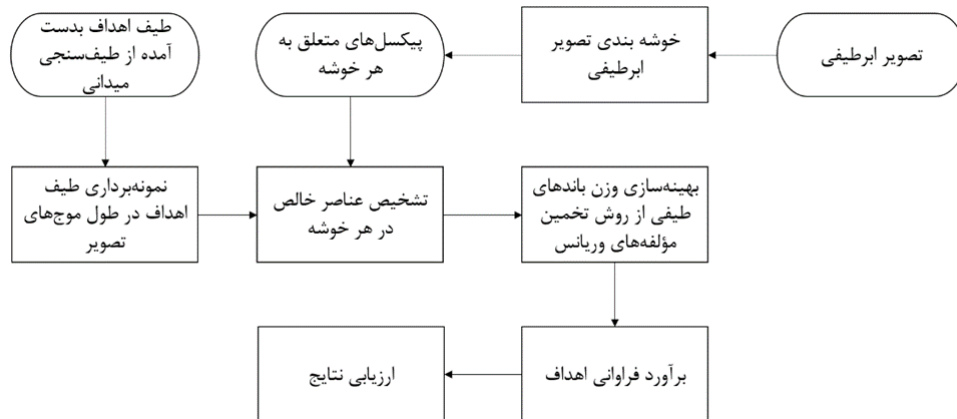 تصویر ابرطیفی
خوشه بندی تصویر
ابرطیفی
پیکسل‌های متعلق به
هر خوشه
طیف اهداف بدست
آمده از طیف‌سنجی
میدانی
نمونه‌برداری طیف
اهداف در طول موج‌های
تصویر
تشخیص عناصر خالص
در هر خوشه
بهینه‌سازی وزن باندهای
طیفی از روش تخمین
مؤلفه‌های وریانس
برآورد فراوانی اهداف
ارزیابی نتایج